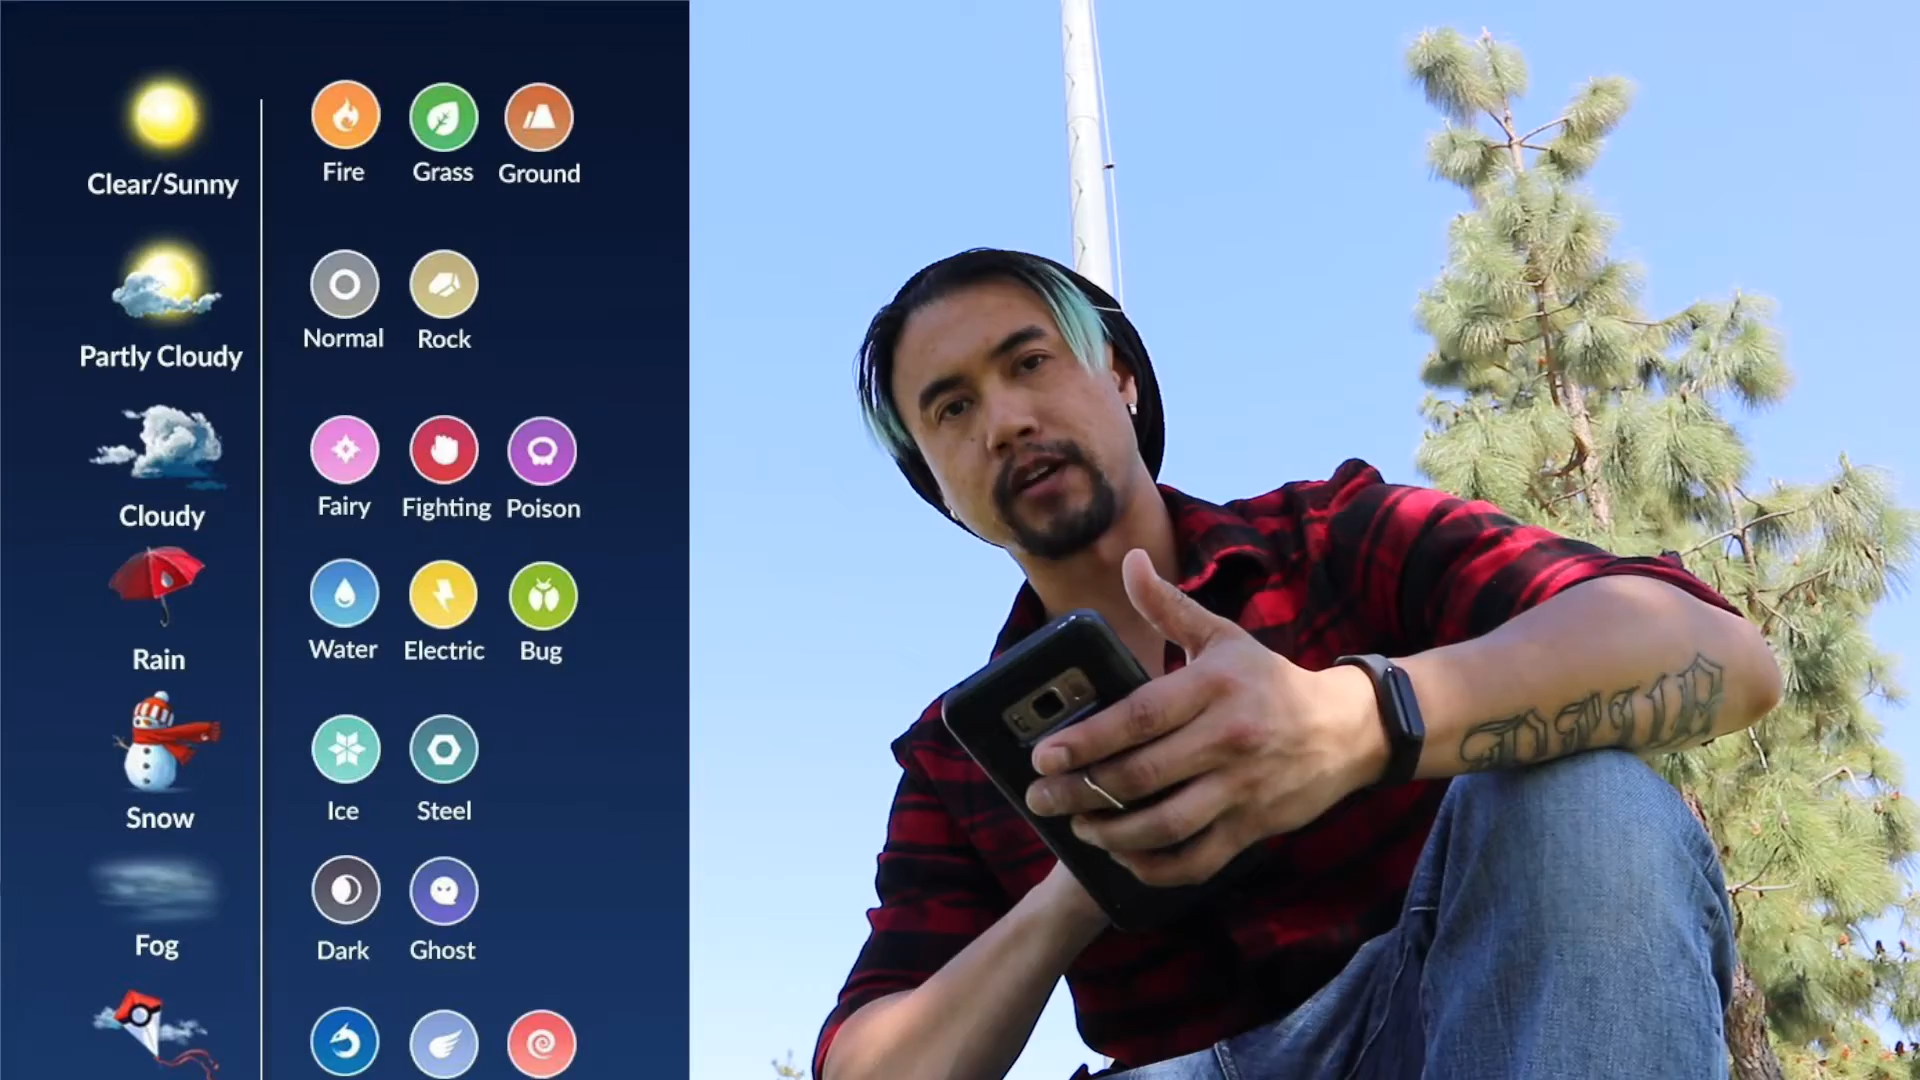 Clear/Sunny
Fire Grass Ground
Partly Cloudy
Normal Rock
Cloudy
Fairy Fighting Poison
Rain
Water Electric Bug
Snow
Ice Steel
Fog
Dark Ghost